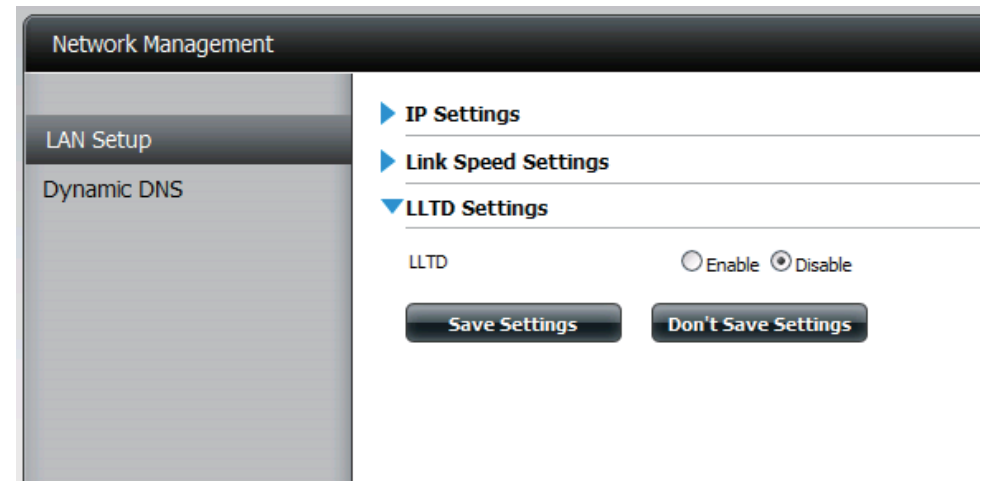 Network Management
LAN Setup
Dynamic DNS
IP Settings
Link Speed Settings
LLTD Settings
LLTD Enable Disable
Save Settings Don't Save Settings